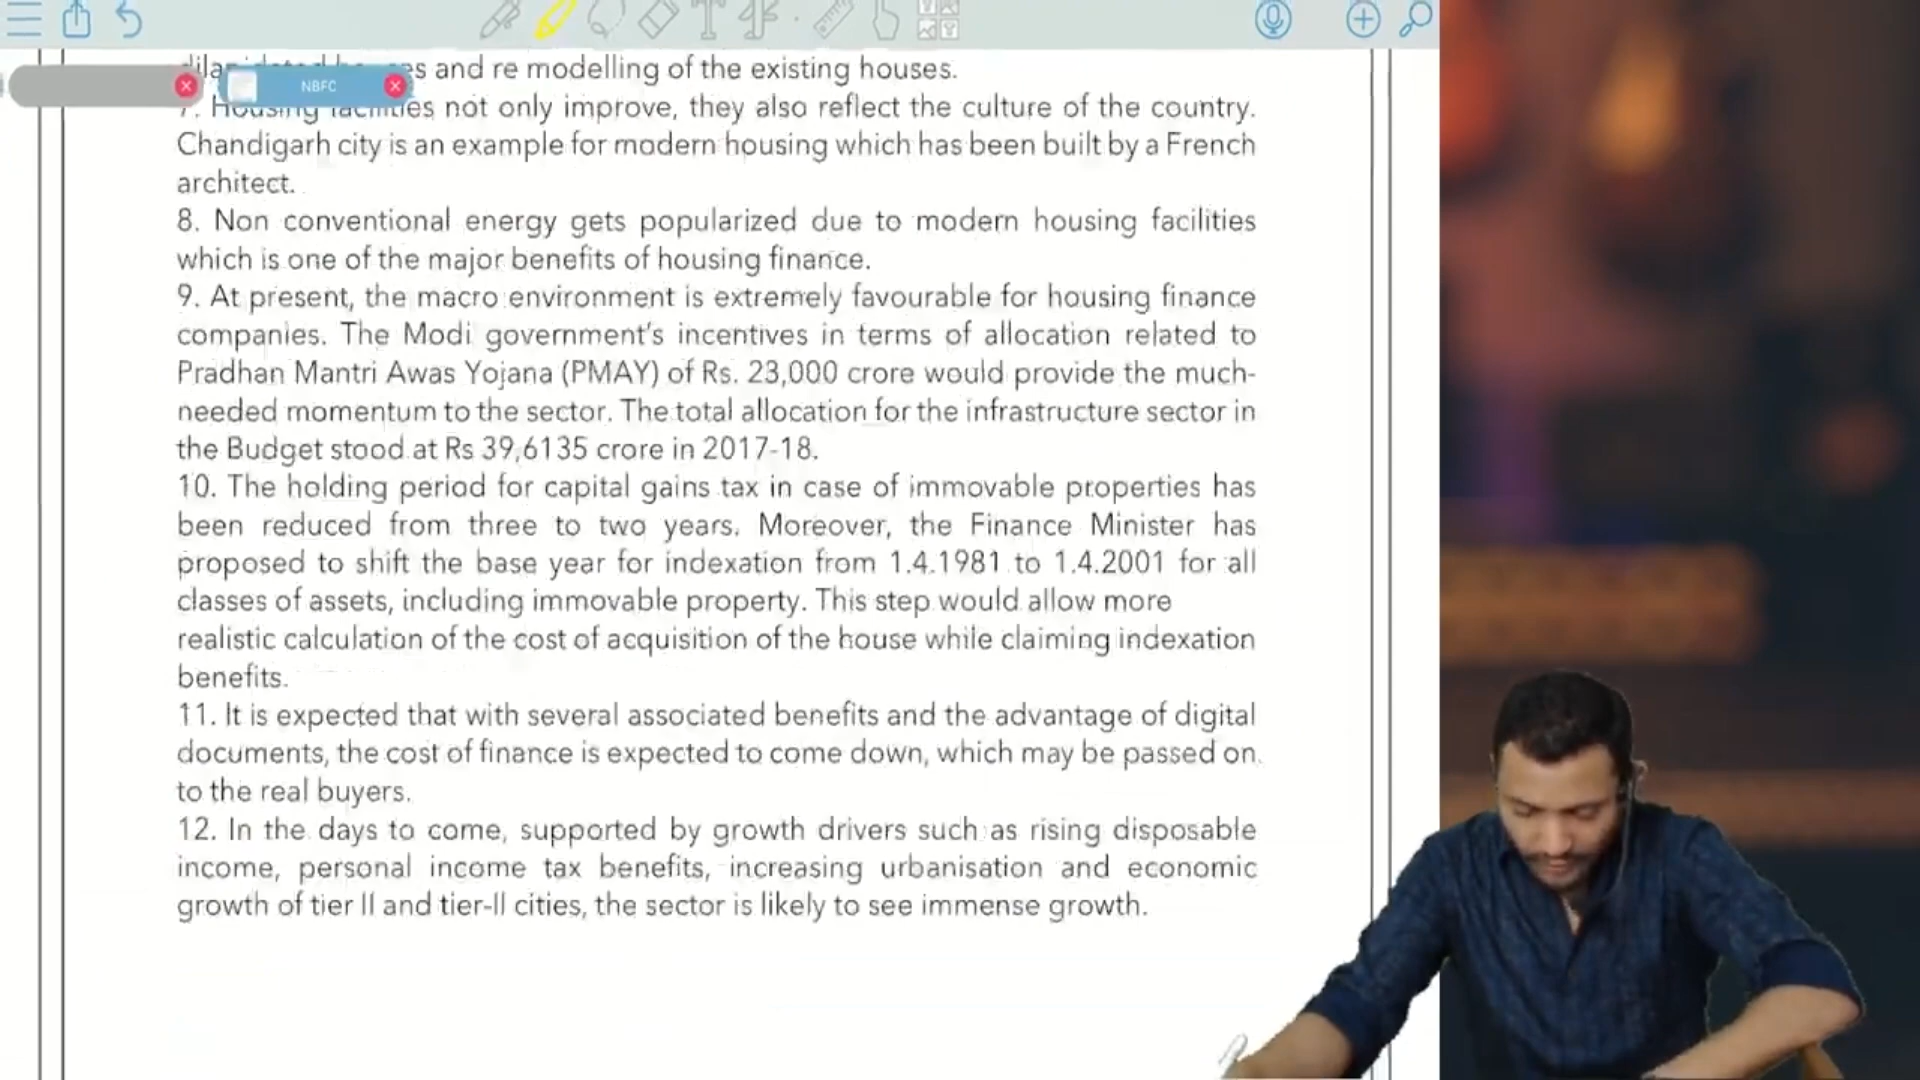 NBFC
es and re modelling of the existing houses.
7. Housing facilities not only improve, they also reflect the culture of the country.
Chandigarh city is an example for modern housing which has been built by a French
architect.
8. Non conventional energy gets popularized due to modern housing facilities
which is one of the major benefits of housing finance.
9. At present, the macro environment is extremely favourable for housing finance
companies. The Modi government's incentives in terms of allocation related to
Pradhan Mantri Awas Yojana (PMAY) of Rs. 23,000 crore would provide the much-
needed momentum to the sector. The total allocation for the infrastructure sector in
the Budget stood at Rs 39,6135 crore in 2017-18.
10. The holding period for capital gains tax in case of immovable properties has
been reduced from three to two years. Moreover, the Finance Minister has
proposed to shift the base year for indexation from 1.4.1981 to 1.4.2001 for all
classes of assets, including immovable property. This step would allow more
realistic calculation of the cost of acquisition of the house while claiming indexation
benefits.
11. It is expected that with several associated benefits and the advantage of digital
documents, the cost of finance is expected to come down, which may be passed on
to the real buyers.
12. In the days to come, supported by growth drivers such as rising disposable
income, personal income tax benefits, increasing urbanisation and economic
growth of tier II and tier-II cities, the sector is likely to see immense growth.